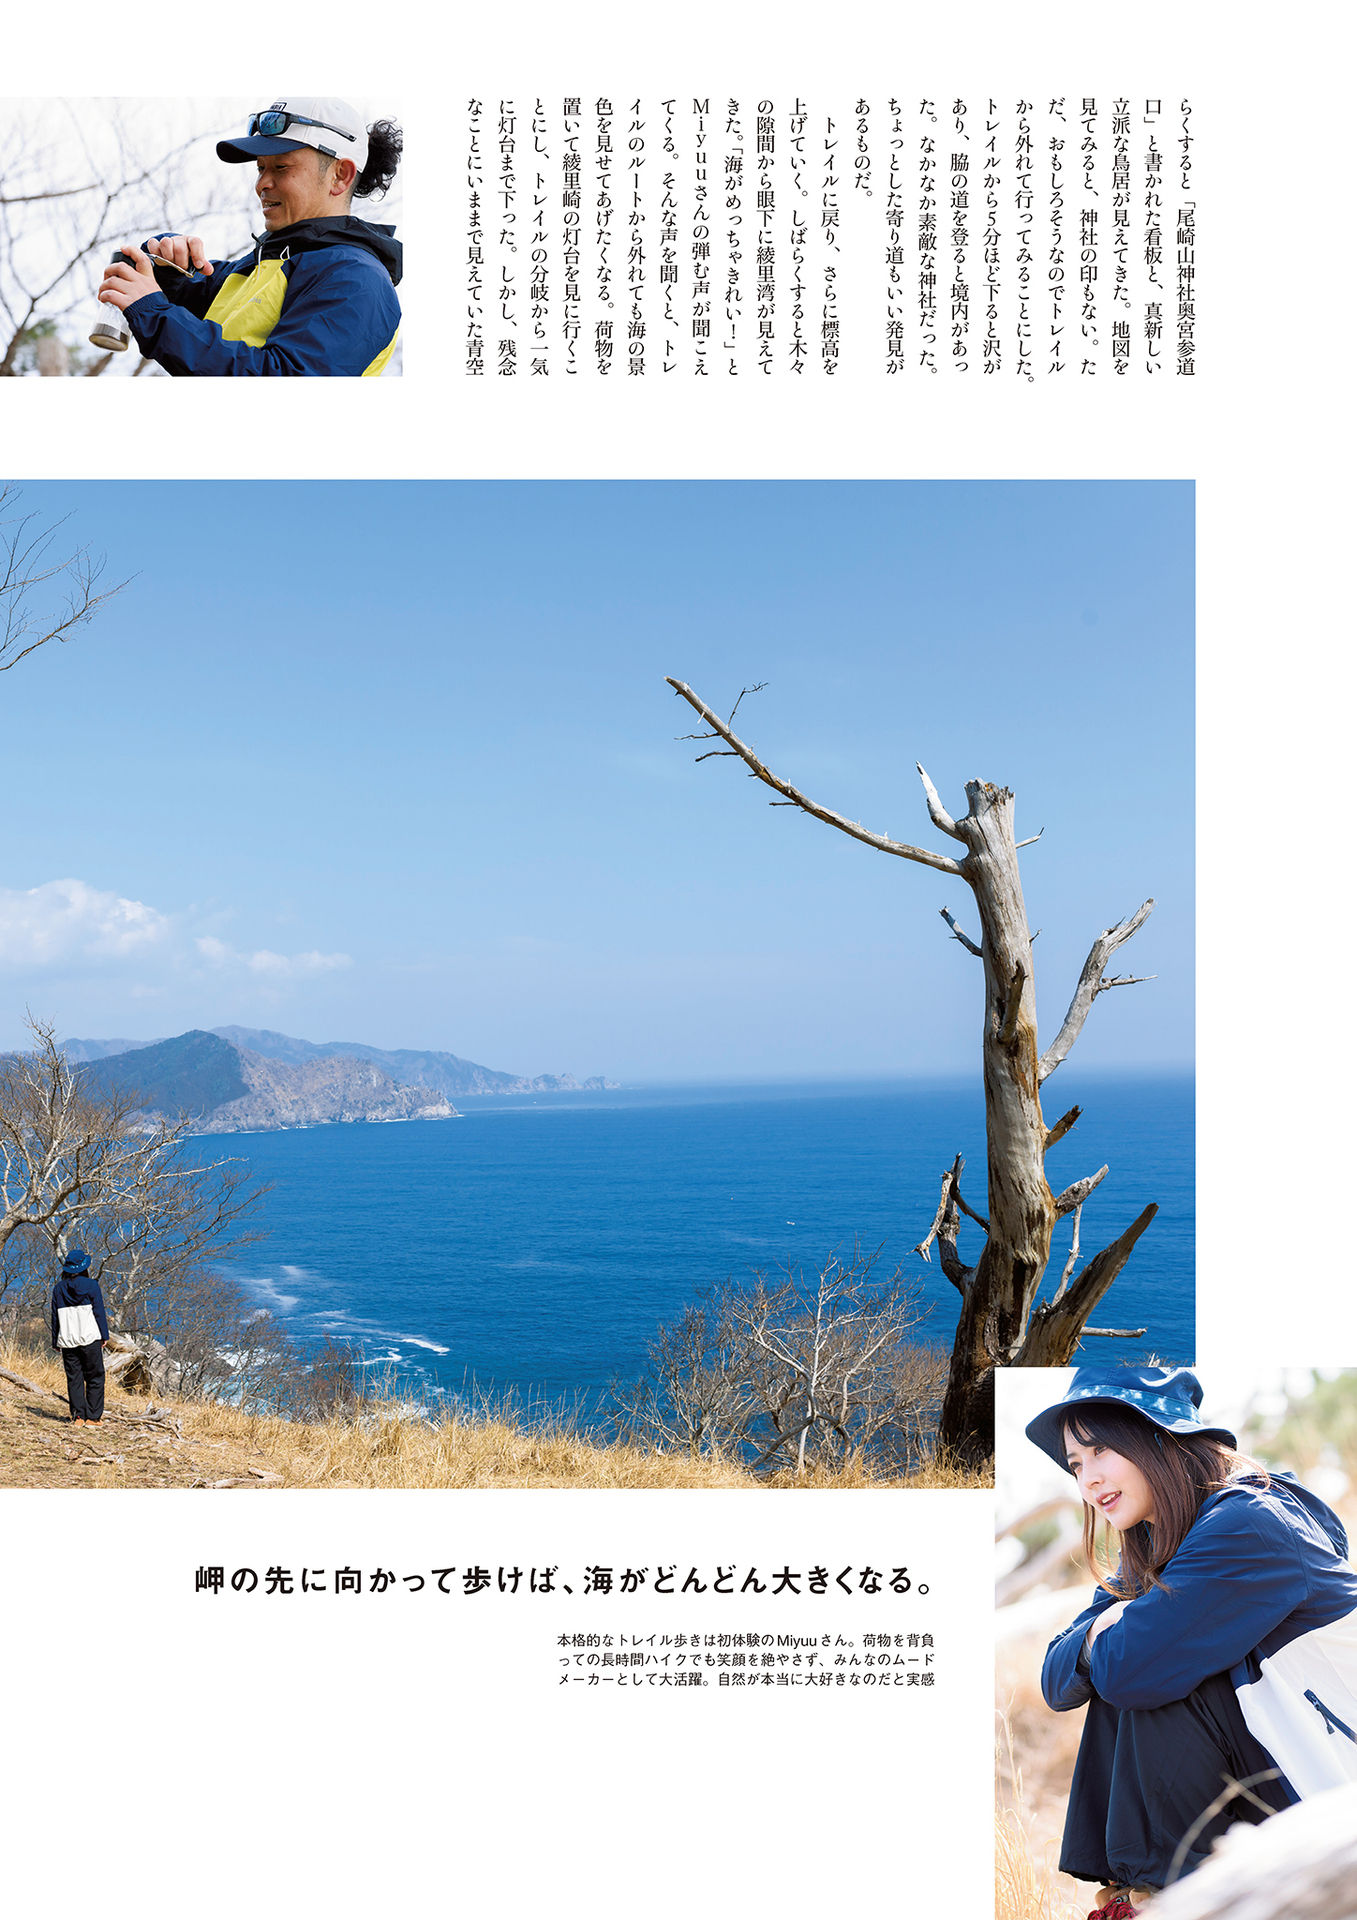 らくすると「尾崎山神社奥宮参道
口」と書かれた看板と、真新しい
立派な鳥居が見えてきた。地図を
見てみると、神社の印もない。た
だ、おもしろそうなのでトレイル
から外れて行ってみることにした。
トレイルから5分ほど下ると沢が
あり、脇の道を登ると境内があっ
た。なかなか素敵な神社だった。
ちょっとした寄り道もいい発見が
あるものだ。
トレイルに戻り、さらに標高を
上げていく。しばらくすると木々
の隙間から眼下に綾里湾が見えて
きた。「海がめっちゃきれい！」と
Miyuuさんの弾む声が聞こえ
てくる。そんな声を聞くと、トレ
イルのルートから外れても海の景
色を見せてあげたくなる。荷物を
置いて綾里崎の灯台を見に行くこ
とにし、トレイルの分岐から一気
に灯台まで下った。しかし、残念
なことにいままで見えていた青空
岬の先に向かって歩けば、海がどんどん大きくなる。
本格的なトレイル歩きは初体験のMiyuuさん。荷物を背負
っての長時間ハイクでも笑顔を絶やさず、みんなのムード
メーカーとして大活躍。自然が本当に大好きなのだと実感